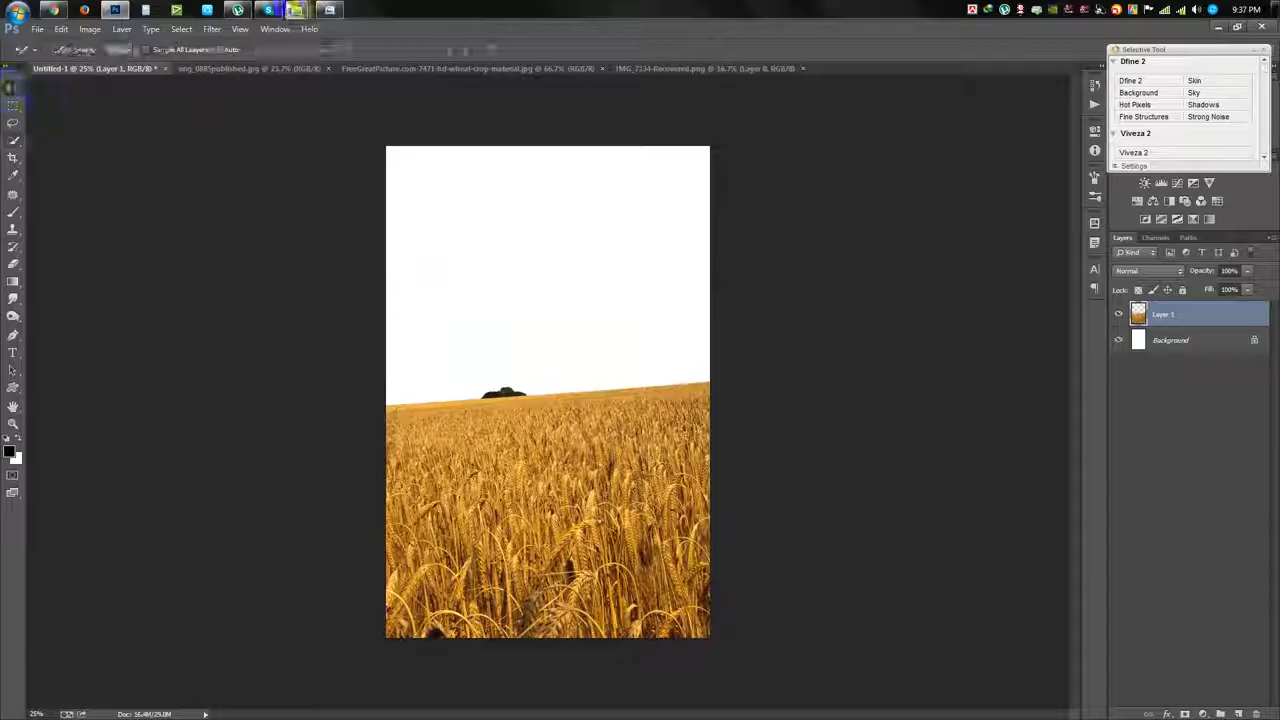 9:37 PM
Ps File Edit Image Layer Type Select Filter View Window Help
Sample All Layers Auto
Untitled-1 @ 25% (Layer 1, RGB/8) * × @ 23.7% (RGB/8) × FreeGreatPicture.com-7471-hd-wheat-crop-material.jpg @ 66.7% (RGB/8) × IMG_7134-Recovered.png @ 16.7% (Layer 0, RGB/8) ×
Selective Tool
Dfine 2
Dfine 2 Skin
Background Sky
Hot Pixels Shadows
Fine Structures Strong Noise
Viveza 2
Viveza 2
Settings
Layers Channels Paths
Kind
Normal Opacity: 100%
Lock: Fill: 100%
Layer 1
Background
25% Doc: 16.4M/29.0M